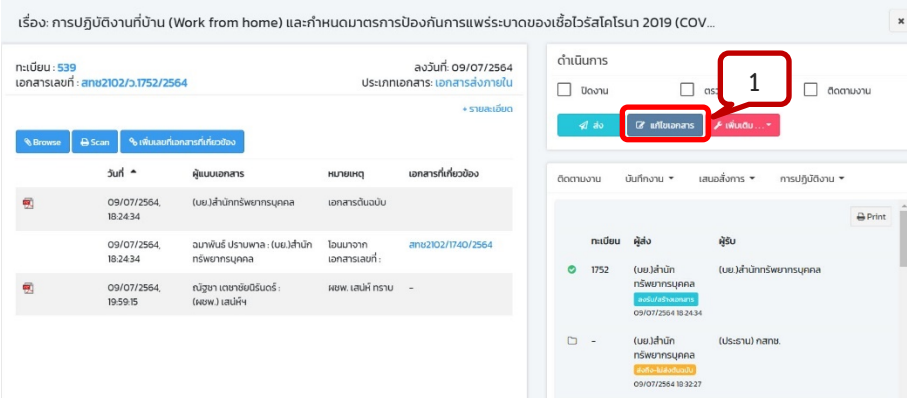 เรื่อง: การปฏิบัติงานที่บ้าน (Work from home) และกำหนดมาตรการป้องกันการแพร่ระบาดของเชื้อไวรัสโคโรนา 2019 (COV...
×
ทะเบียน : 539
ลงวันที่: 09/07/2564
เอกสารเลขที่ : สทช2102/ว.1752/2564
ประเภทเอกสาร: เอกสารส่งภายใน
+ รายละเอียด
Browse
Scan
เพิ่มเลขที่เอกสารที่เกี่ยวข้อง
วันที่
ผู้แนบเอกสาร
หมายเหตุ
เอกสารที่เกี่ยวข้อง
09/07/2564,
18:24:34
(บย.)สำนักทรัพยากรบุคคล
เอกสารต้นฉบับ
09/07/2564,
18:24:34
ฉมาพันธ์ ปราบพาล : (บย.)สำนัก
ทรัพยากรบุคคล
โอนมาจาก
เอกสารเลขที่ :
สทช2102/1740/2564
09/07/2564,
19:59:15
ณัฐชา เตชาชัยนิรันดร์ :
(ผชพ.) เสน่ห์ฯ
ผชพ. เสน่ห์ ทราบ
-
ดำเนินการ
ปิดงาน
ตรว
ติดตามงาน
1
ส่ง
แก้ไขเอกสาร
เพิ่มเติม ...
ติดตามงาน
บันทึกงาน
เสนอสั่งการ
การปฏิบัติงาน
Print
ทะเบียน
ผู้ส่ง
ผู้รับ
1752
(บย.)สำนัก
ทรัพยากรบุคคล
ลงรับ/สร้างเอกสาร
09/07/2564 18:24:34
(บย.)สำนักทรัพยากรบุคคล
-
(บย.)สำนัก
ทรัพยากรบุคคล
ส่งถึง-ไม่ส่งต้นฉบับ
09/07/2564 19:32:27
(ประธาน) กสทช.